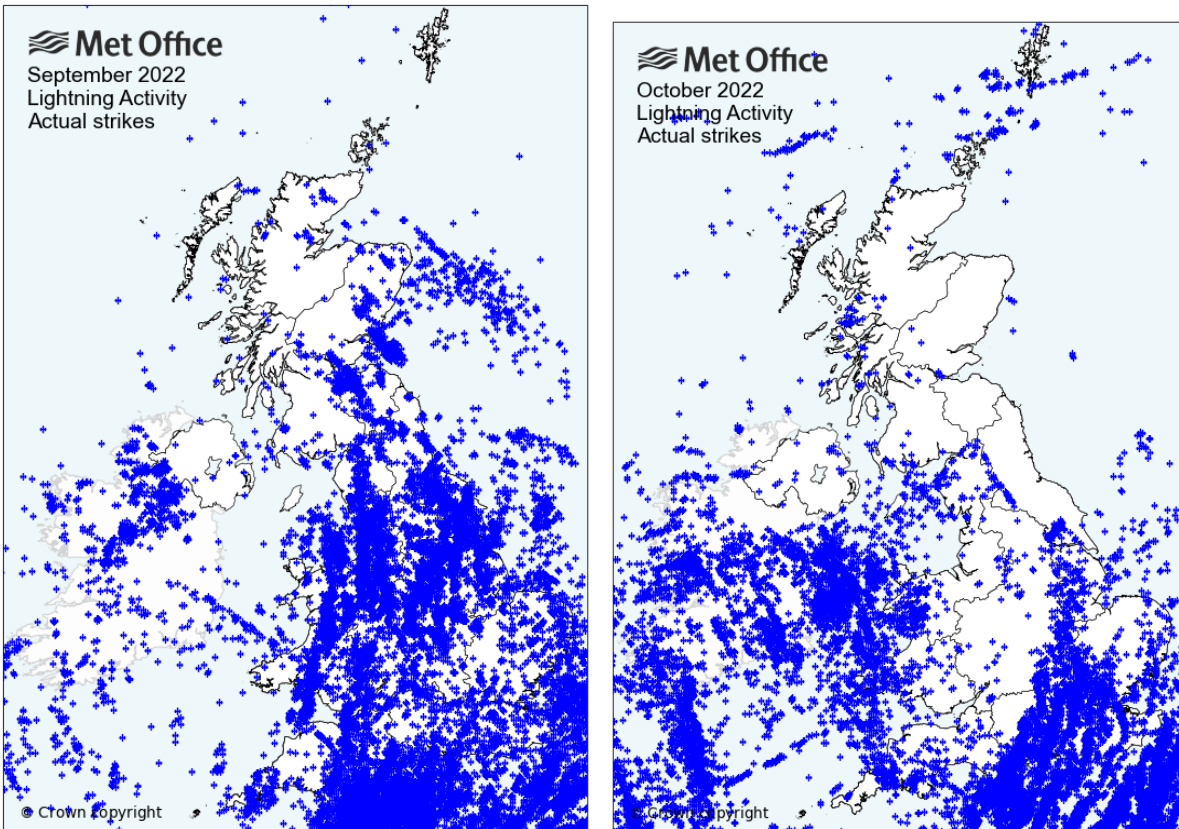 Met Office
September 2022
Lightning Activity
Actual strikes
© Crown copyright
Met Office
October 2022
Lightning Activity
Actual strikes
© Crown copyright